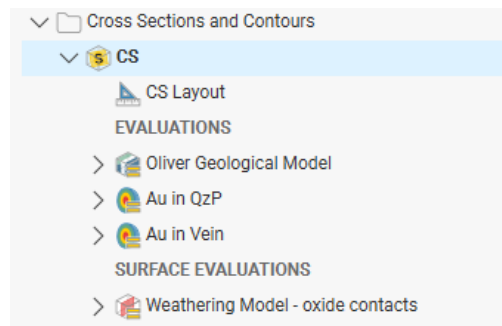 Cross Sections and Contours
CS
CS Layout
EVALUATIONS
Oliver Geological Model
Au in QzP
Au in Vein
SURFACE EVALUATIONS
Weathering Model - oxide contacts